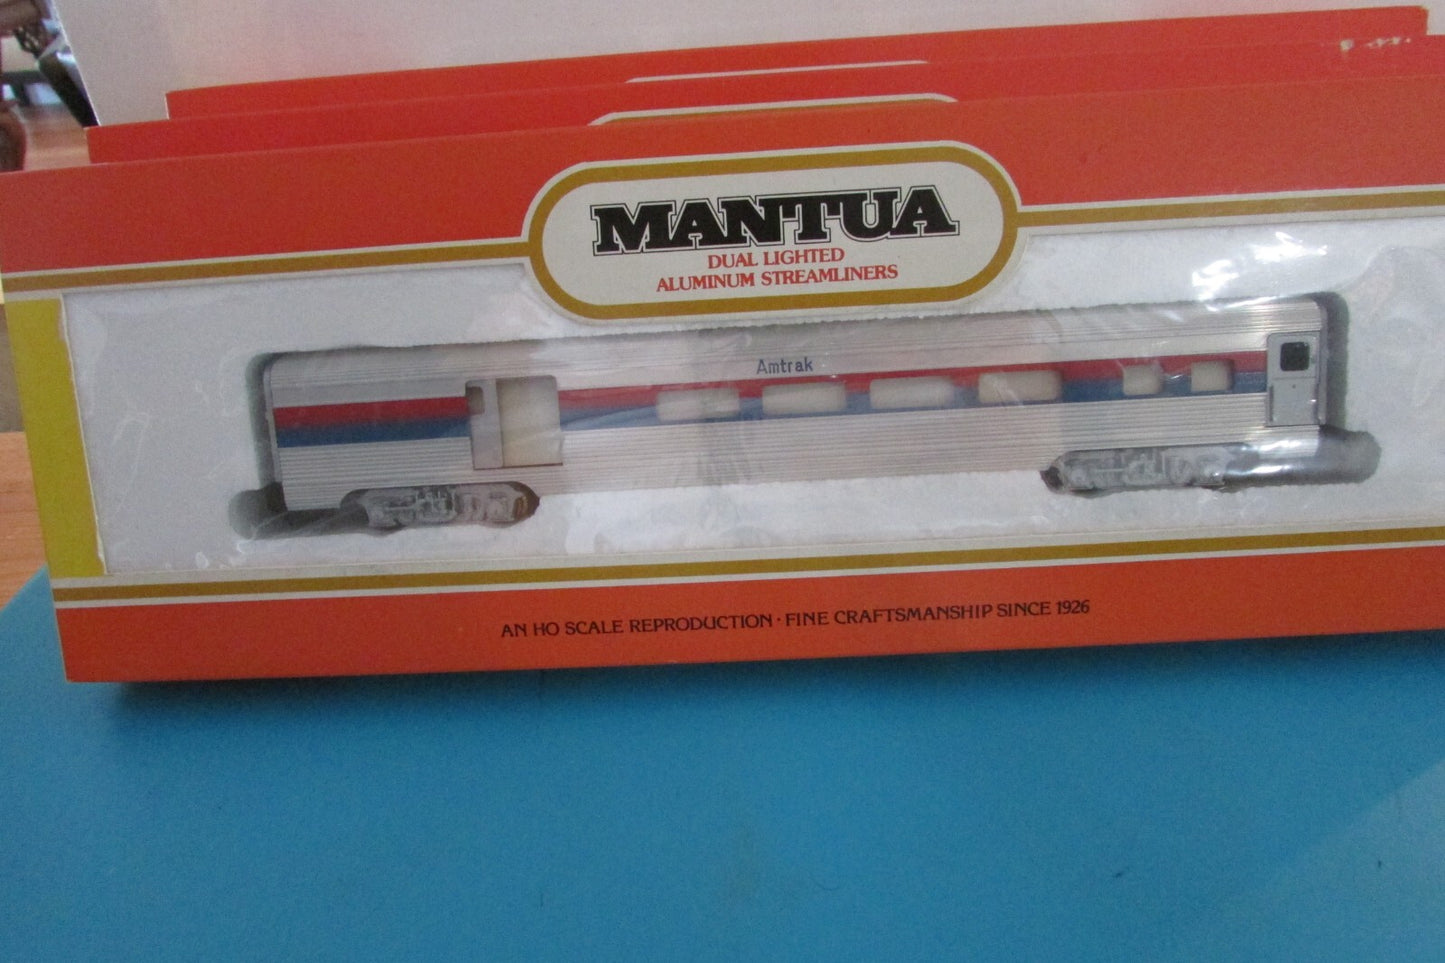 MANTUA
DUAL LIGHTED
ALUMINUM STREAMLINERS
Amtrak
AN HO SCALE REPRODUCTION · FINE CRAFTSMANSHIP SINCE 1926